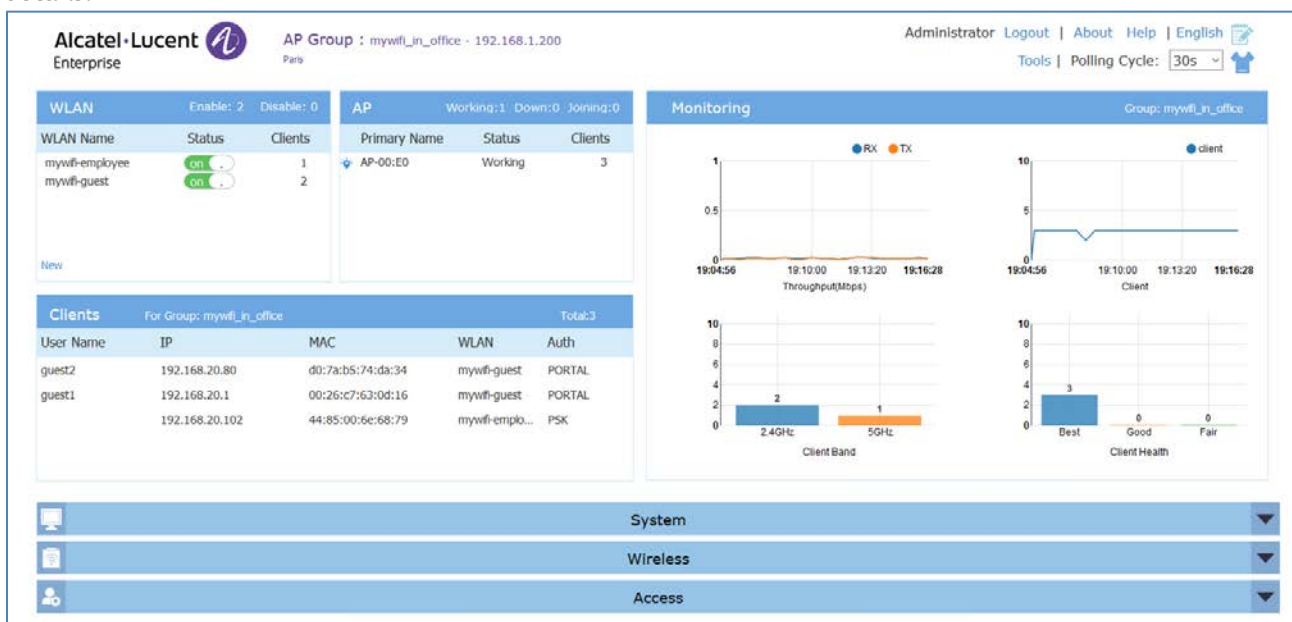 Alcatel·Lucent
Enterprise
AP Group : mywifi_in_office - 192.168.1.200
Paris
Administrator Logout | About Help | English
Tools | Polling Cycle: 30s
WLAN Enable: 2 Disable: 0
WLAN Name Status Clients
mywifi-employee on 1
mywifi-guest on 2
New
AP Working:1 Down:0 Joining:0
Primary Name Status Clients
AP-00:E0 Working 3
Clients For Group: mywifi_in_office Total:3
User Name IP MAC WLAN Auth
guest2 192.168.20.80 d0:7a:b5:74:da:34 mywifi-guest PORTAL
guest1 192.168.20.1 00:26:c7:63:0d:16 mywifi-guest PORTAL
192.168.20.102 44:85:00:6e:68:79 mywifi-emplo... PSK
Monitoring Group: mywifi_in_office
RX TX
1
0.5
0
19:04:56 19:10:00 19:13:20 19:16:28
Throughput(Mbps)
client
10
5
0
19:04:56 19:10:00 19:13:20 19:16:28
Client
10
8
6
4
2
0
2 1
2.4GHz 5GHz
Client Band
10
8
6
4
2
0
3 0 0
Best Good Fair
Client Health
System
Wireless
Access